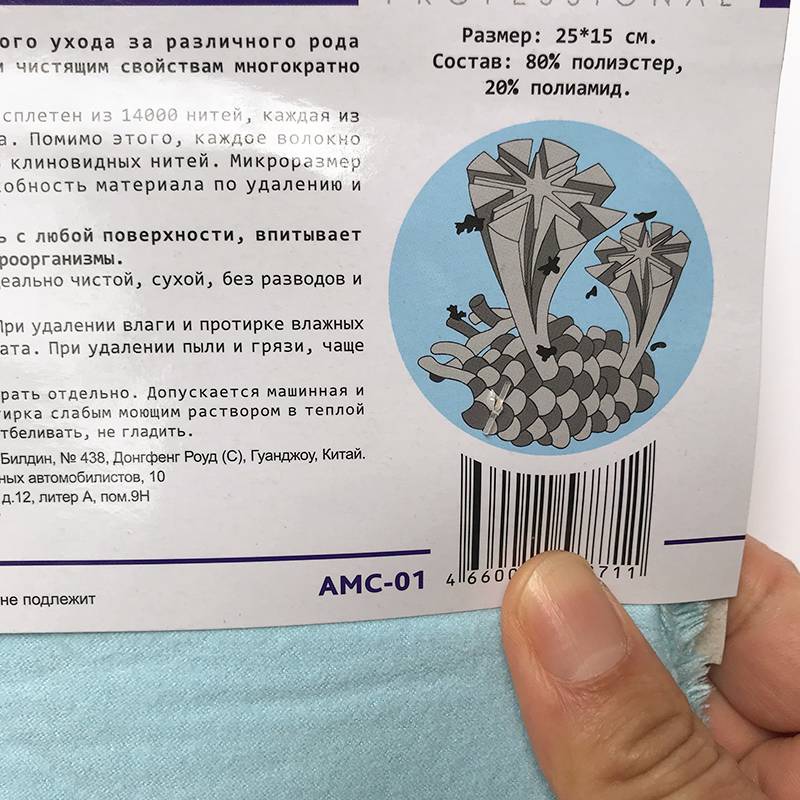 PROFESSIONAL
ого ухода за различного рода
и чистящим свойствам многократно
сплетен из 14000 нитей, каждая из
а. Помимо этого, каждое волокно
клиновидных нитей. Микроразмер
обность материала по удалению и
ь с любой поверхности, впитывает
роорганизмы.
деально чистой, сухой, без разводов и
При удалении влаги и протирке влажных
ата. При удалении пыли и грязи, чаще
рать отдельно. Допускается машинная и
тирка слабым моющим раствором в теплой
тбеливать, не гладить.
Билдин, № 438, Донгфенг Роуд (С), Гуанджоу, Китай.
ных автомобилистов, 10
д.12, литер А, пом.9Н
не подлежит
Размер: 25*15 см.
Состав: 80% полиэстер,
20% полиамид.
АМС-01
4 660 6711